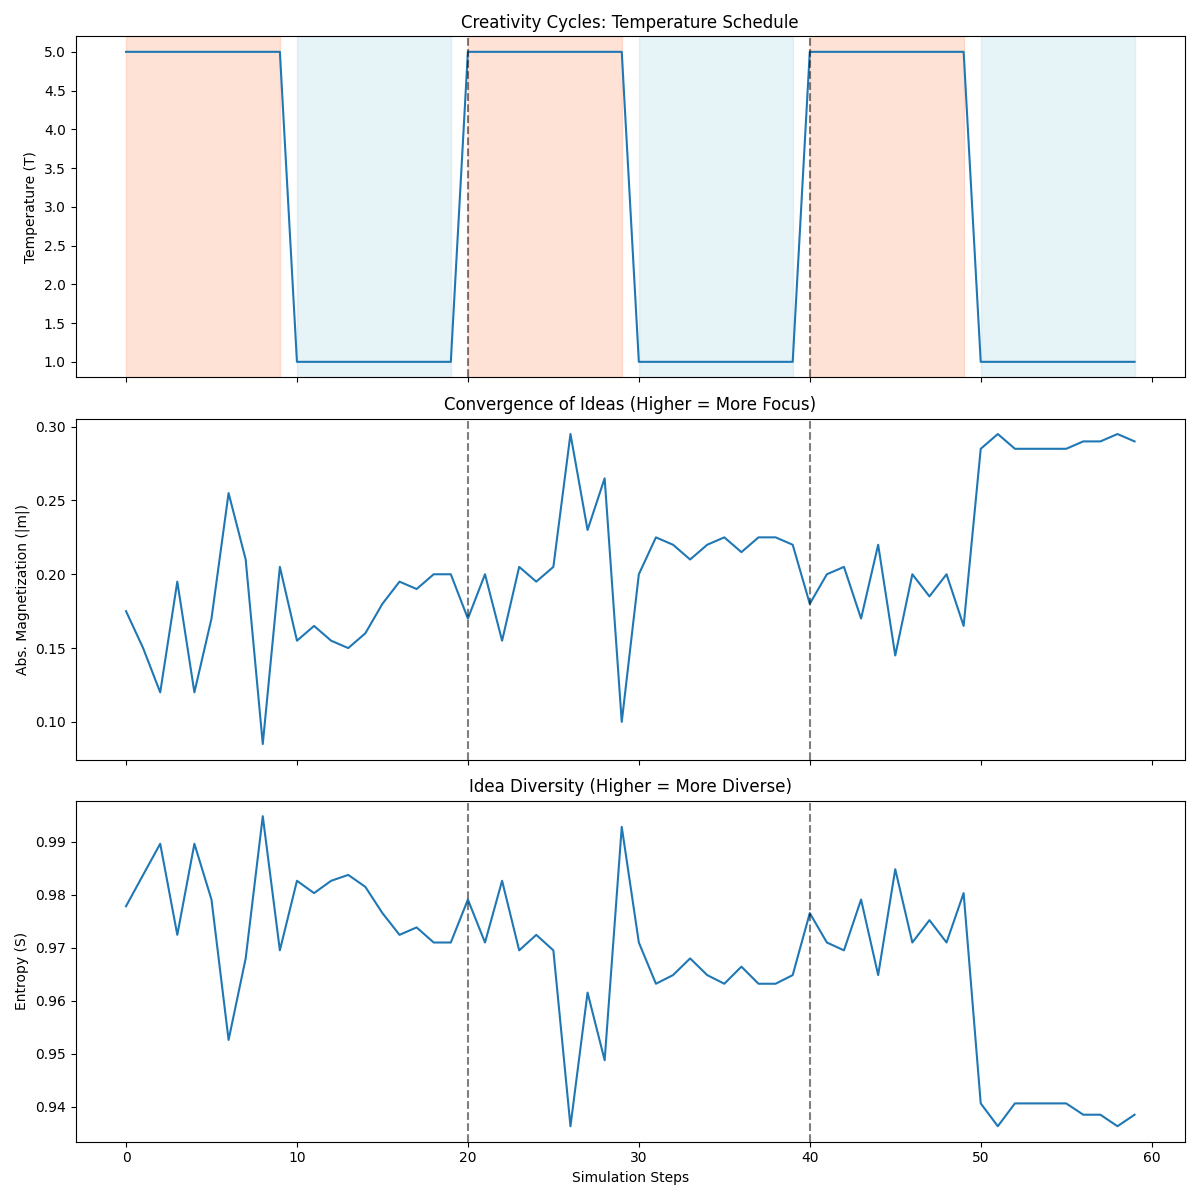 Creativity Cycles: Temperature Schedule
Temperature (T)
5.0
4.5
4.0
3.5
3.0
2.5
2.0
1.5
1.0
Convergence of Ideas (Higher = More Focus)
Abs. Magnetization (|m|)
0.30
0.25
0.20
0.15
0.10
Idea Diversity (Higher = More Diverse)
Entropy (S)
0.99
0.98
0.97
0.96
0.95
0.94
0 10 20 30 40 50 60
Simulation Steps